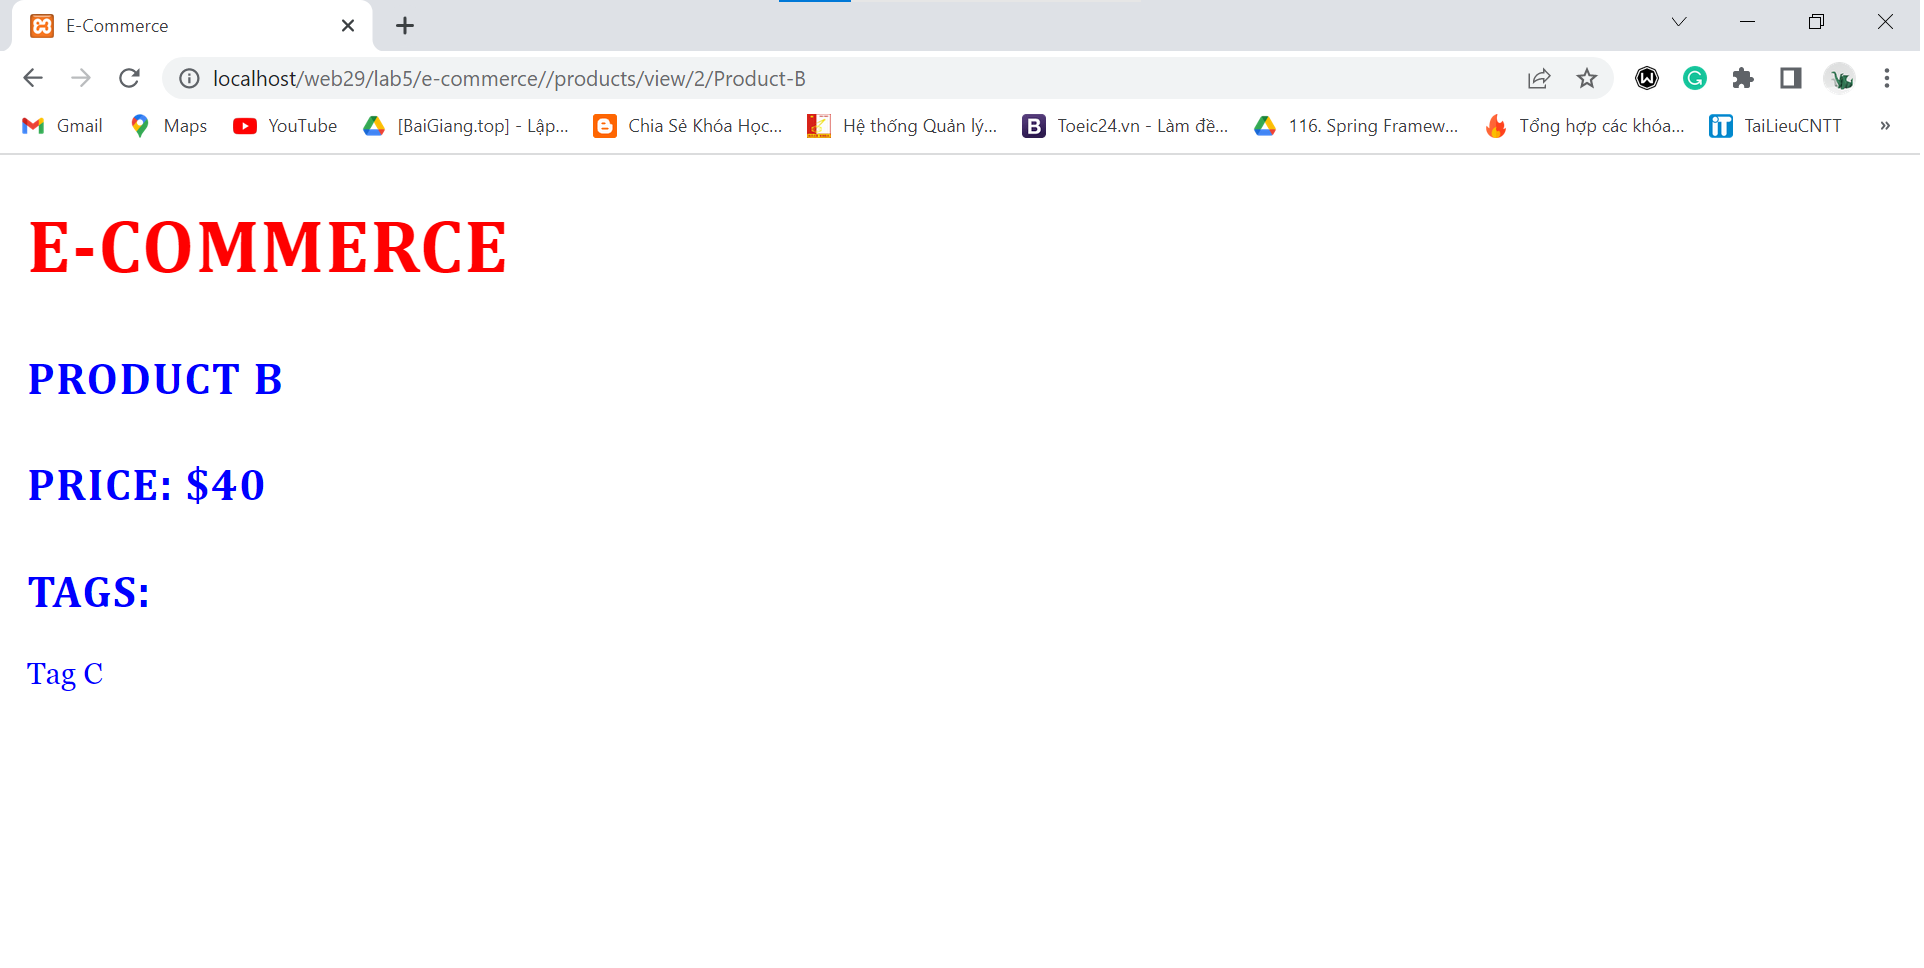 E-Commerce
localhost/web29/lab5/e-commerce//products/view/2/Product-B
Gmail Maps YouTube [BaiGiang.top] - Lập... Chia Sẻ Khóa Học... Hệ thống Quản lý... Toeic24.vn - Làm đề... 116. Spring Framew... Tổng hợp các khóa... TaiLieuCNTT »
E-COMMERCE
PRODUCT B
PRICE: $40
TAGS:
Tag C